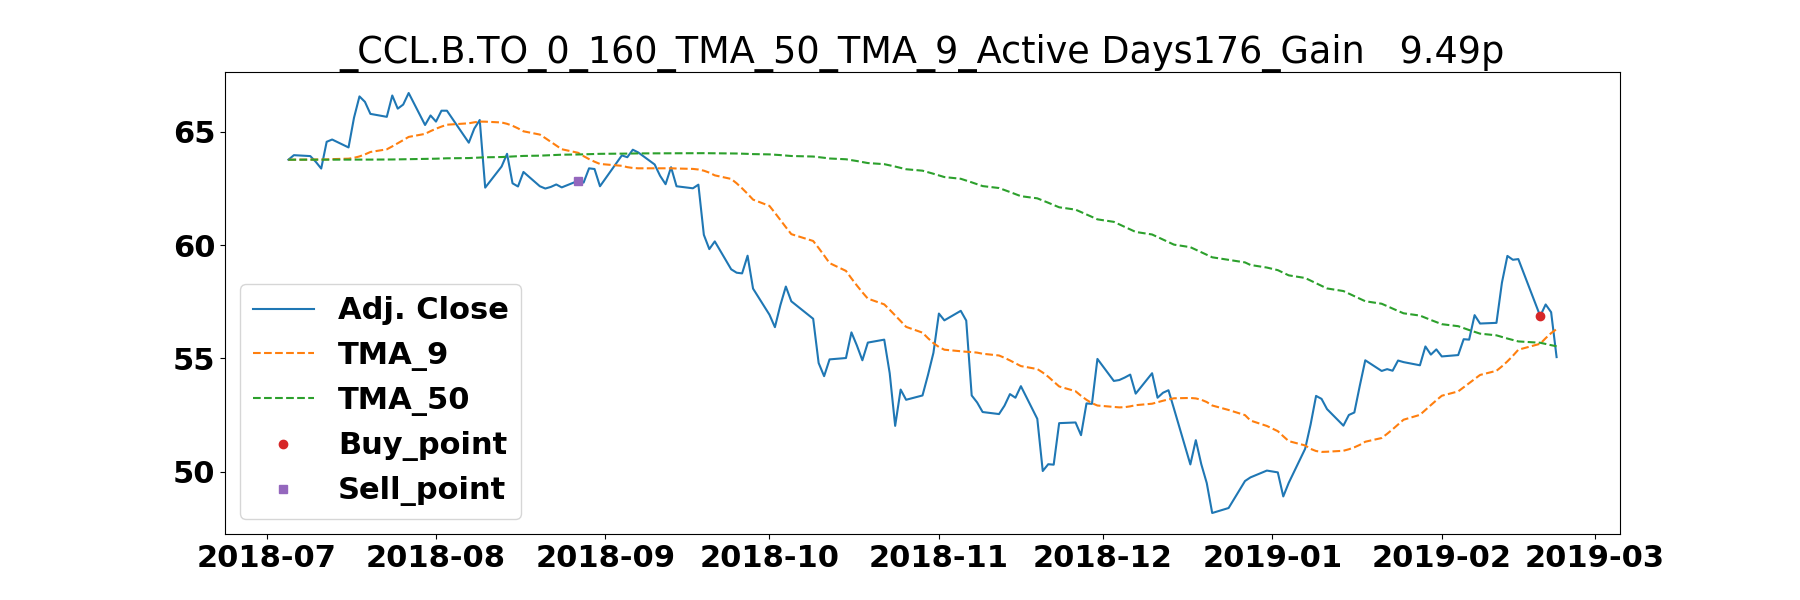 _CCL.B.TO_0_160_TMA_50_TMA_9_Active Days176_Gain   9.49p
65
60
55
50
Adj. Close
TMA_9
TMA_50
Buy_point
Sell_point
2018-07 2018-08 2018-09 2018-10 2018-11 2018-12 2019-01 2019-02 2019-03